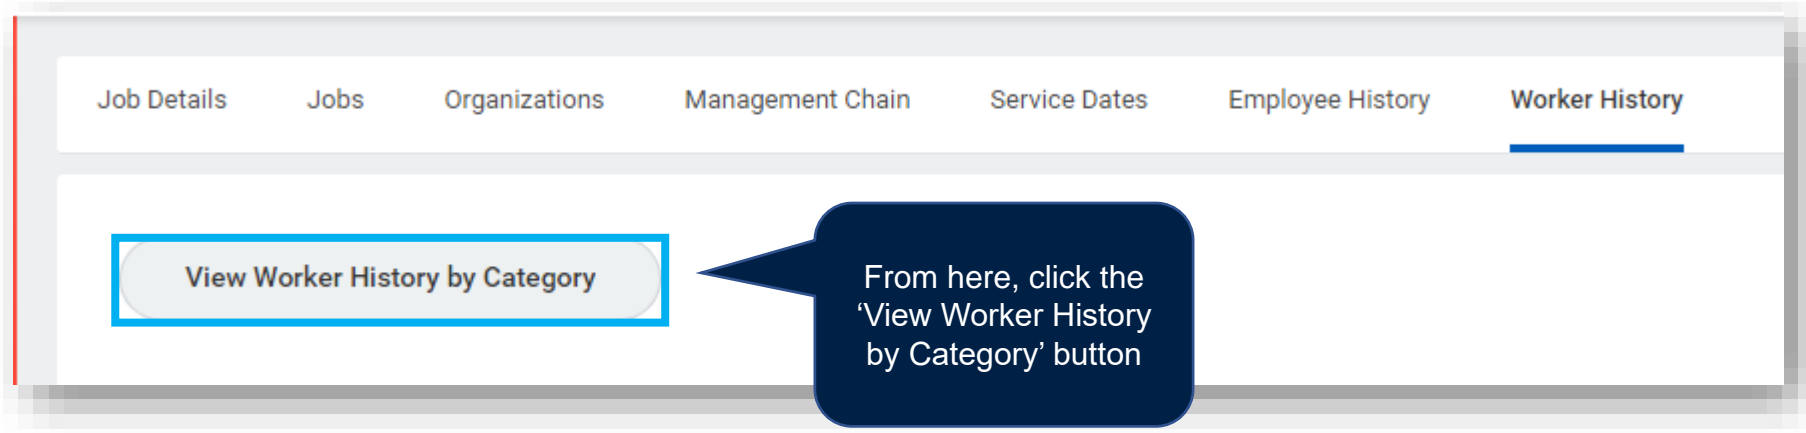 Job Details Jobs Organizations Management Chain Service Dates Employee History Worker History
View Worker History by Category
From here, click the
‘View Worker History
by Category’ button